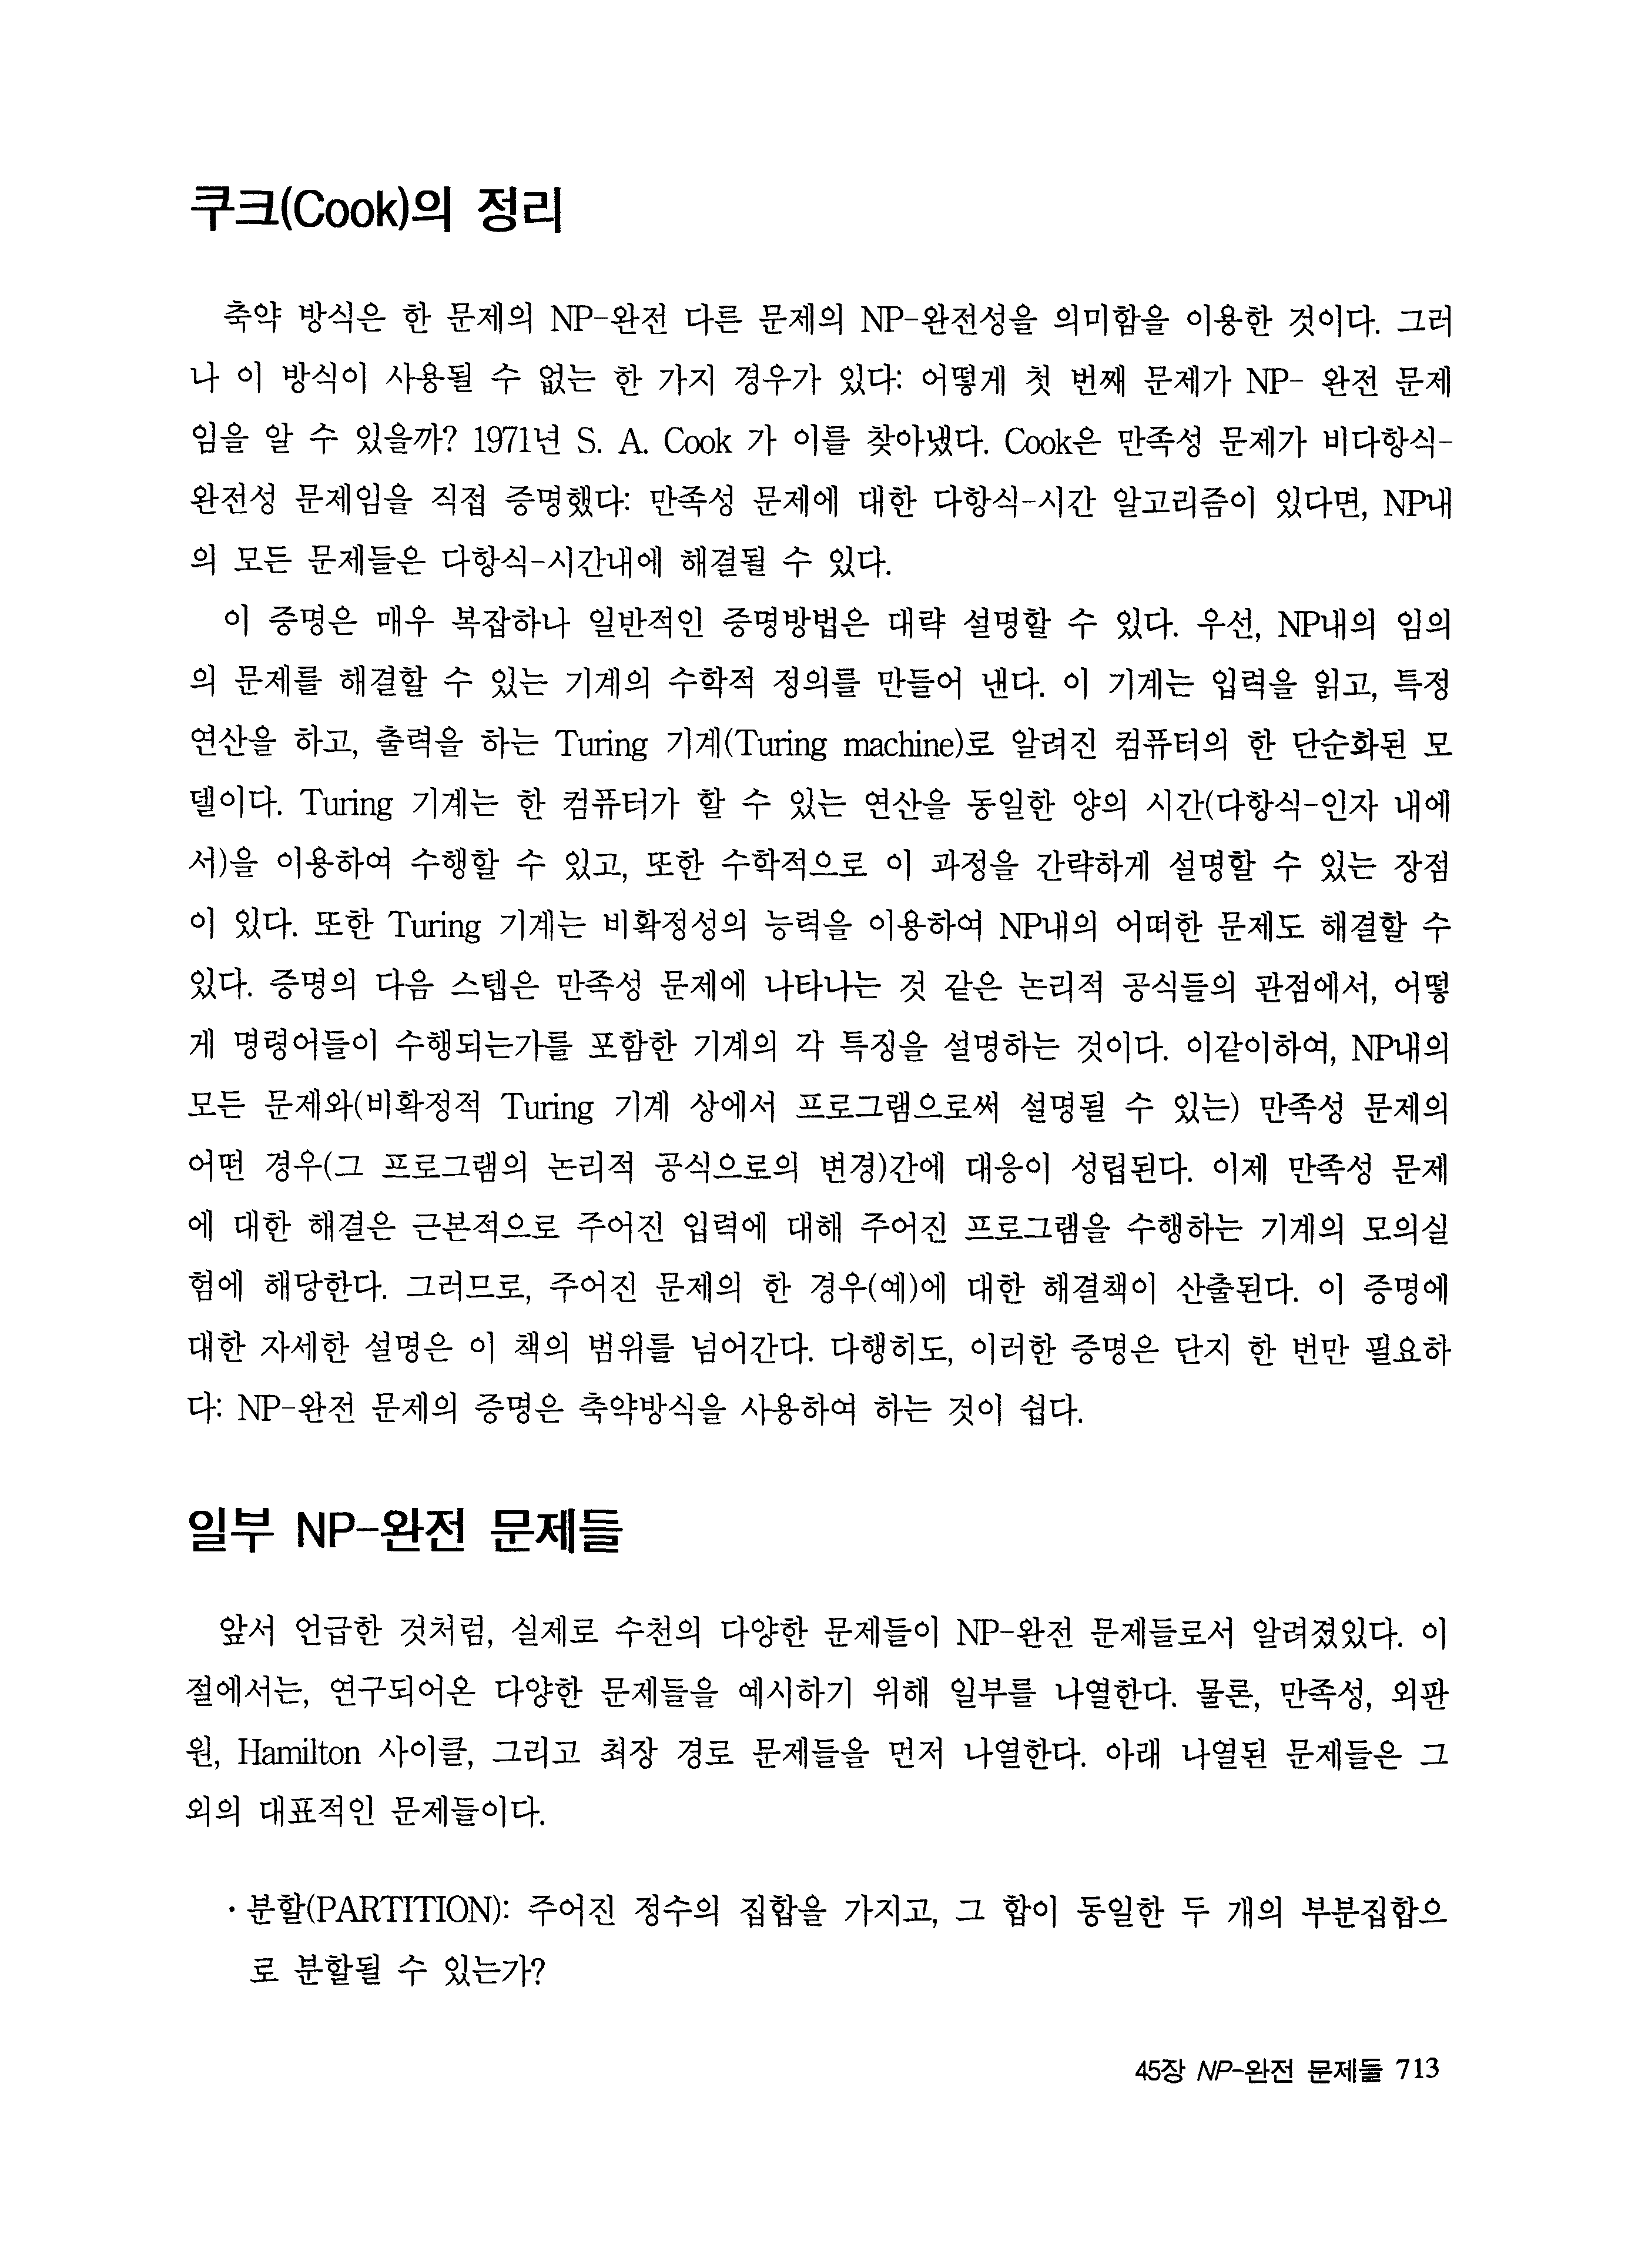 쿠크(Cook)의 정리
축약 방식은 한 문제의 NP-완전 다른 문제의 NP-완전성을 의미함을 이용한 것이다. 그러
나 이 방식이 사용될 수 없는 한 가지 경우가 있다: 어떻게 첫 번째 문제가 NP- 완전 문제
임을 알 수 있을까? 1971년 S. A. Cook 가 이를 찾아냈다. Cook은 만족성 문제가 비다항식-
완전성 문제임을 직접 증명했다: 만족성 문제에 대한 다항식-시간 알고리즘이 있다면, NP내
의 모든 문제들은 다항식-시간내에 해결될 수 있다.
이 증명은 매우 복잡하나 일반적인 증명방법은 대략 설명할 수 있다. 우선, NP내의 임의
의 문제를 해결할 수 있는 기계의 수학적 정의를 만들어 낸다. 이 기계는 입력을 읽고, 특정
연산을 하고, 출력을 하는 Turing 기계(Turing machine)로 알려진 컴퓨터의 한 단순화된 모
델이다. Turing 기계는 한 컴퓨터가 할 수 있는 연산을 동일한 양의 시간(다항식-인자 내에
서)을 이용하여 수행할 수 있고, 또한 수학적으로 이 과정을 간략하게 설명할 수 있는 장점
이 있다. 또한 Turing 기계는 비확정성의 능력을 이용하여 NP내의 어떠한 문제도 해결할 수
있다. 증명의 다음 스텝은 만족성 문제에 나타나는 것 같은 논리적 공식들의 관점에서, 어떻
게 명령어들이 수행되는가를 포함한 기계의 각 특징을 설명하는 것이다. 이같이하여, NP내의
모든 문제와(비확정적 Turing 기계 상에서 프로그램으로써 설명될 수 있는) 만족성 문제의
어떤 경우(그 프로그램의 논리적 공식으로의 변경)간에 대응이 성립된다. 이제 만족성 문제
에 대한 해결은 근본적으로 주어진 입력에 대해 주어진 프로그램을 수행하는 기계의 모의실
험에 해당한다. 그러므로, 주어진 문제의 한 경우(예)에 대한 해결책이 산출된다. 이 증명에
대한 자세한 설명은 이 책의 범위를 넘어간다. 다행히도, 이러한 증명은 단지 한 번만 필요하
다: NP-완전 문제의 증명은 축약방식을 사용하여 하는 것이 쉽다.
일부 NP-완전 문제들
앞서 언급한 것처럼, 실제로 수천의 다양한 문제들이 NP-완전 문제들로서 알려졌있다. 이
절에서는, 연구되어온 다양한 문제들을 예시하기 위해 일부를 나열한다. 물론, 만족성, 외판
원, Hamilton 사이클, 그리고 최장 경로 문제들을 먼저 나열한다. 아래 나열된 문제들은 그
외의 대표적인 문제들이다.
· 분할(PARTITION): 주어진 정수의 집합을 가지고, 그 합이 동일한 두 개의 부분집합으
로 분할될 수 있는가?
45장 NP-완전 문제들 713